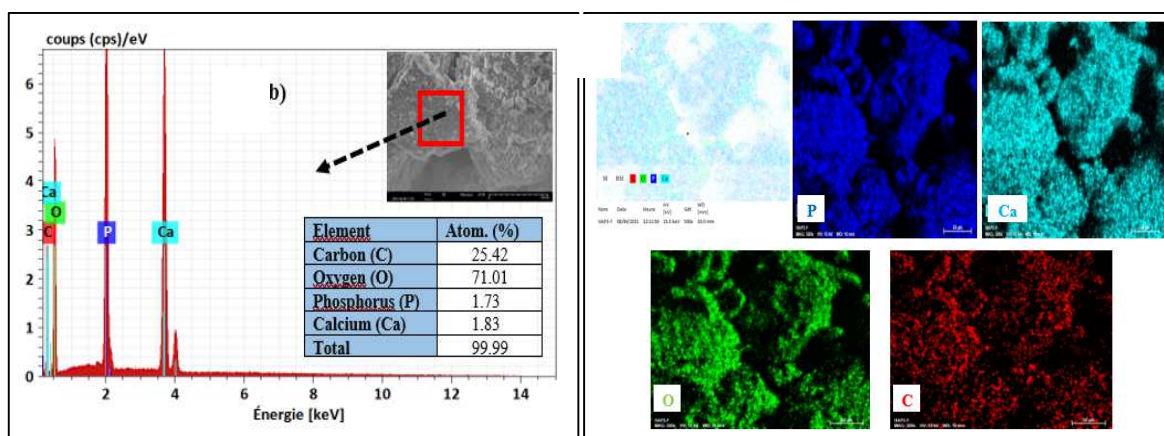 coups (cps)/eV
6
5
4
3
2
1
0
2
4
6
8
10
12
14
Énergie [keV]
b)
Ca
O
C
P
Ca
Element Atom. (%)
Carbon (C) 25.42
Oxygen (O) 71.01
Phosphorus (P) 1.73
Calcium (Ca) 1.83
Total 99.99
P
Ca
O
C